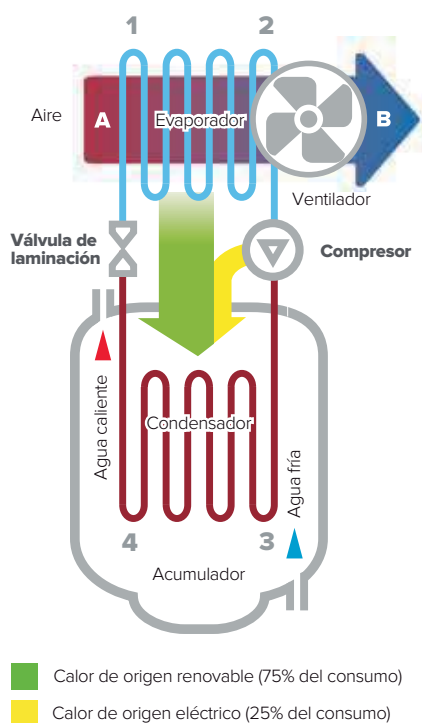 1
2
Aire
A
Evaporador
B
Ventilador
Válvula de
laminación
Compresor
Agua caliente
Condensador
Agua fría
4
3
Acumulador
Calor de origen renovable (75% del consumo)
Calor de origen eléctrico (25% del consumo)